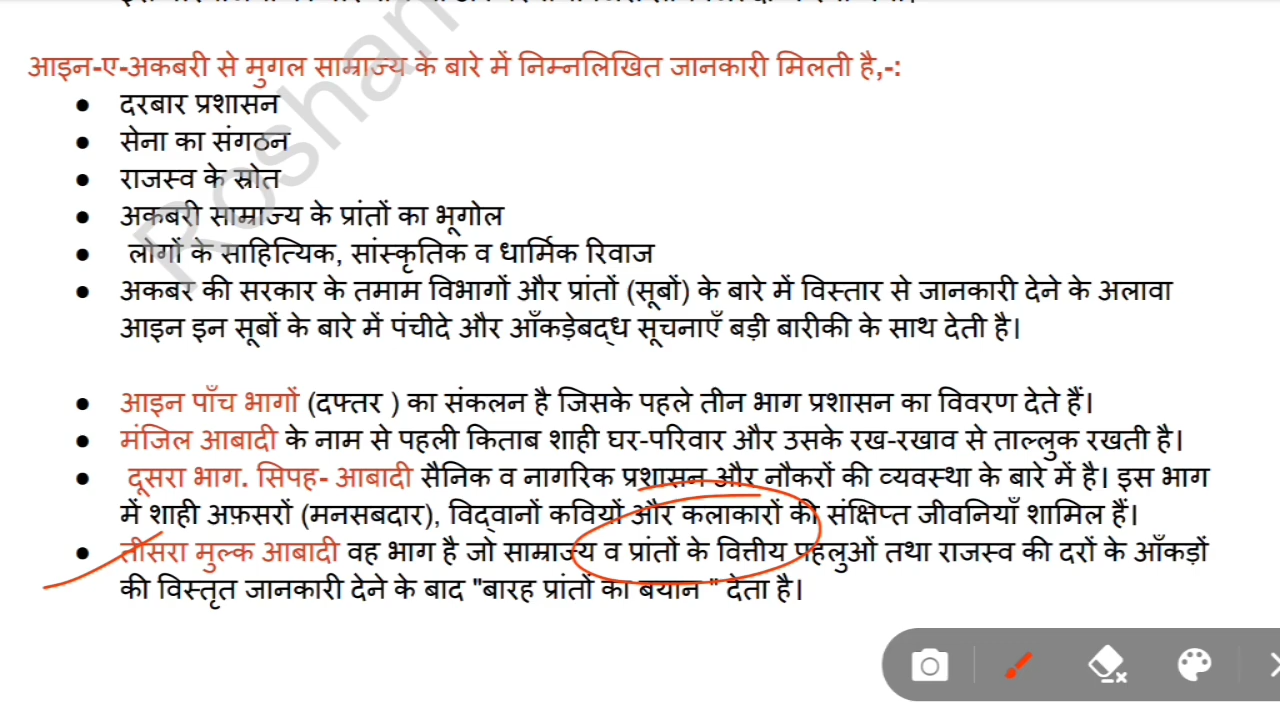 आइन-ए-अकबरी से मुगल साम्राज्य के बारे में निम्नलिखित जानकारी मिलती है,-:
● दरबार प्रशासन
● सेना का संगठन
● राजस्व के स्रोत
● अकबरी साम्राज्य के प्रांतों का भूगोल
● लोगों के साहित्यिक, सांस्कृतिक व धार्मिक रिवाज
● अकबर की सरकार के तमाम विभागों और प्रांतों (सूबों) के बारे में विस्तार से जानकारी देने के अलावा
आइन इन सूबों के बारे में पंचीदे और आँकड़ेबद्ध सूचनाएँ बड़ी बारीकी के साथ देती है।
● आइन पाँच भागों (दफ्तर ) का संकलन है जिसके पहले तीन भाग प्रशासन का विवरण देते हैं।
● मंजिल आबादी के नाम से पहली किताब शाही घर-परिवार और उसके रख-रखाव से ताल्लुक रखती है।
● दूसरा भाग. सिपह- आबादी सैनिक व नागरिक प्रशासन और नौकरों की व्यवस्था के बारे में है। इस भाग
में शाही अफ़सरों (मनसबदार), विद्वानों कवियों और कलाकारों की संक्षिप्त जीवनियाँ शामिल हैं।
● तीसरा मुल्क आबादी वह भाग है जो साम्राज्य व प्रांतों के वित्तीय पहलुओं तथा राजस्व की दरों के आँकड़ों
की विस्तृत जानकारी देने के बाद "बारह प्रांतों का बयान " देता है।
Roshan